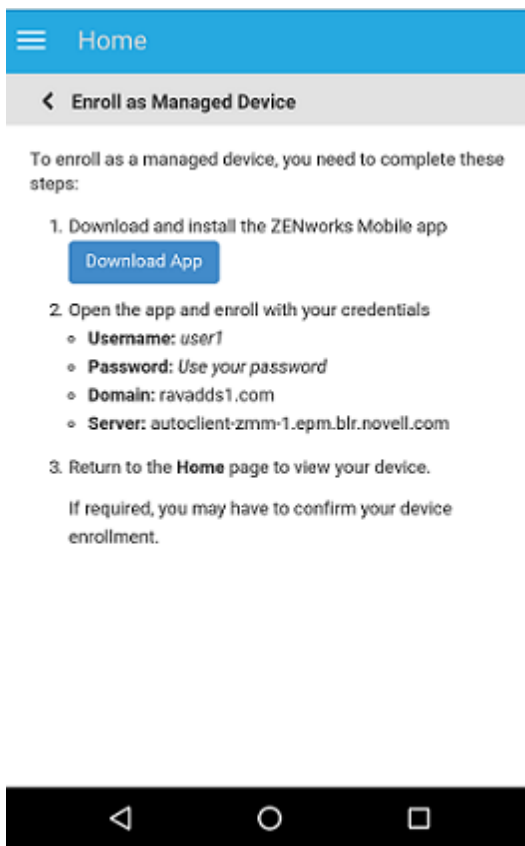 Home
Enroll as Managed Device
To enroll as a managed device, you need to complete these
steps:
1. Download and install the ZENworks Mobile app
Download App
2. Open the app and enroll with your credentials
Username: user1
Password: Use your password
Domain: ravadds1.com
Server: autoclient-zmm-1.epm.blr.novell.com
3. Return to the Home page to view your device.
If required, you may have to confirm your device
enrollment.